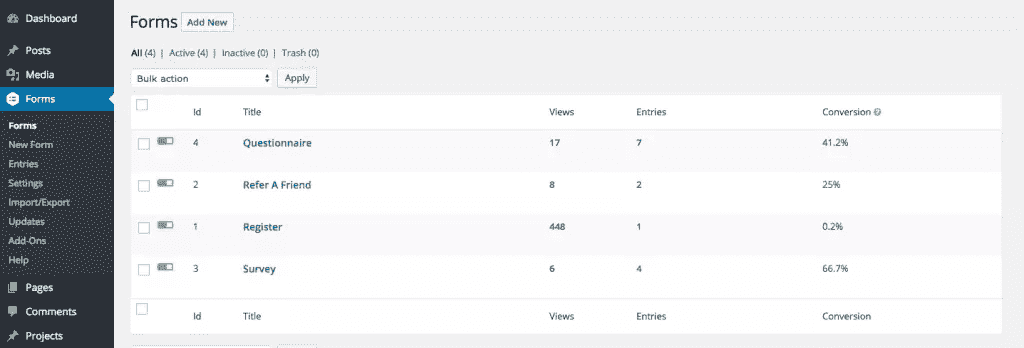 Dashboard
Posts
Media
Forms
Forms
New Form
Entries
Settings
Import/Export
Updates
Add-Ons
Help
Pages
Comments
Projects
Forms Add New
All (4) | Active (4) | Inactive (0) | Trash (0)
Bulk action Apply
Id Title Views Entries Conversion
4 Questionnaire 17 7 41.2%
2 Refer A Friend 8 2 25%
1 Register 448 1 0.2%
3 Survey 6 4 66.7%
Id Title Views Entries Conversion